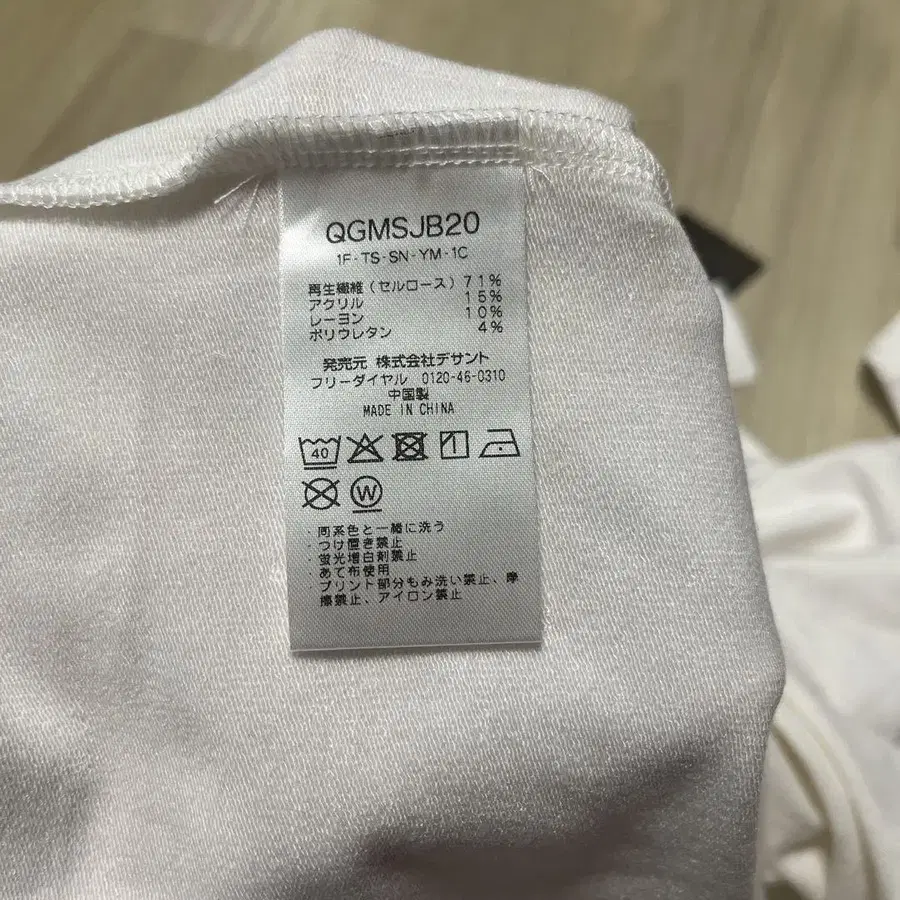 QGMSJB20
1F-TS-SN-YM-1C
再生繊維(セルロース) 71%
アクリル 15%
レーヨン 10%
ポリウレタン 4%
発売元 株式会社デサント
フリーダイヤル 0120-46-0310
中国製
MADE IN CHINA
40
W
・同系色と一緒に洗う
・つけ置き禁止
・蛍光増白剤禁止
・あて布使用
プリント部分もみ洗い禁止、摩
擦禁止、アイロン禁止